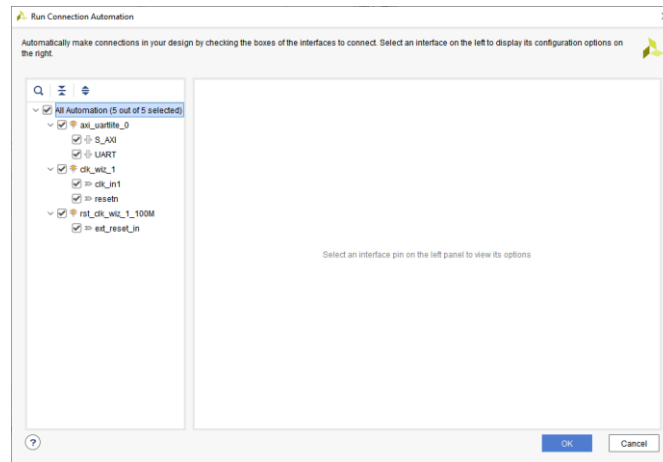 Run Connection Automation
Automatically make connections in your design by checking the boxes of the interfaces to connect. Select an interface on the left to display its configuration options on
the right.
All Automation (5 out of 5 selected)
axi_uartlite_0
S_AXI
UART
clk_wiz_1
clk_in1
resetn
rst_clk_wiz_1_100M
ext_reset_in
Select an interface pin on the left panel to view its options
?
OK
Cancel